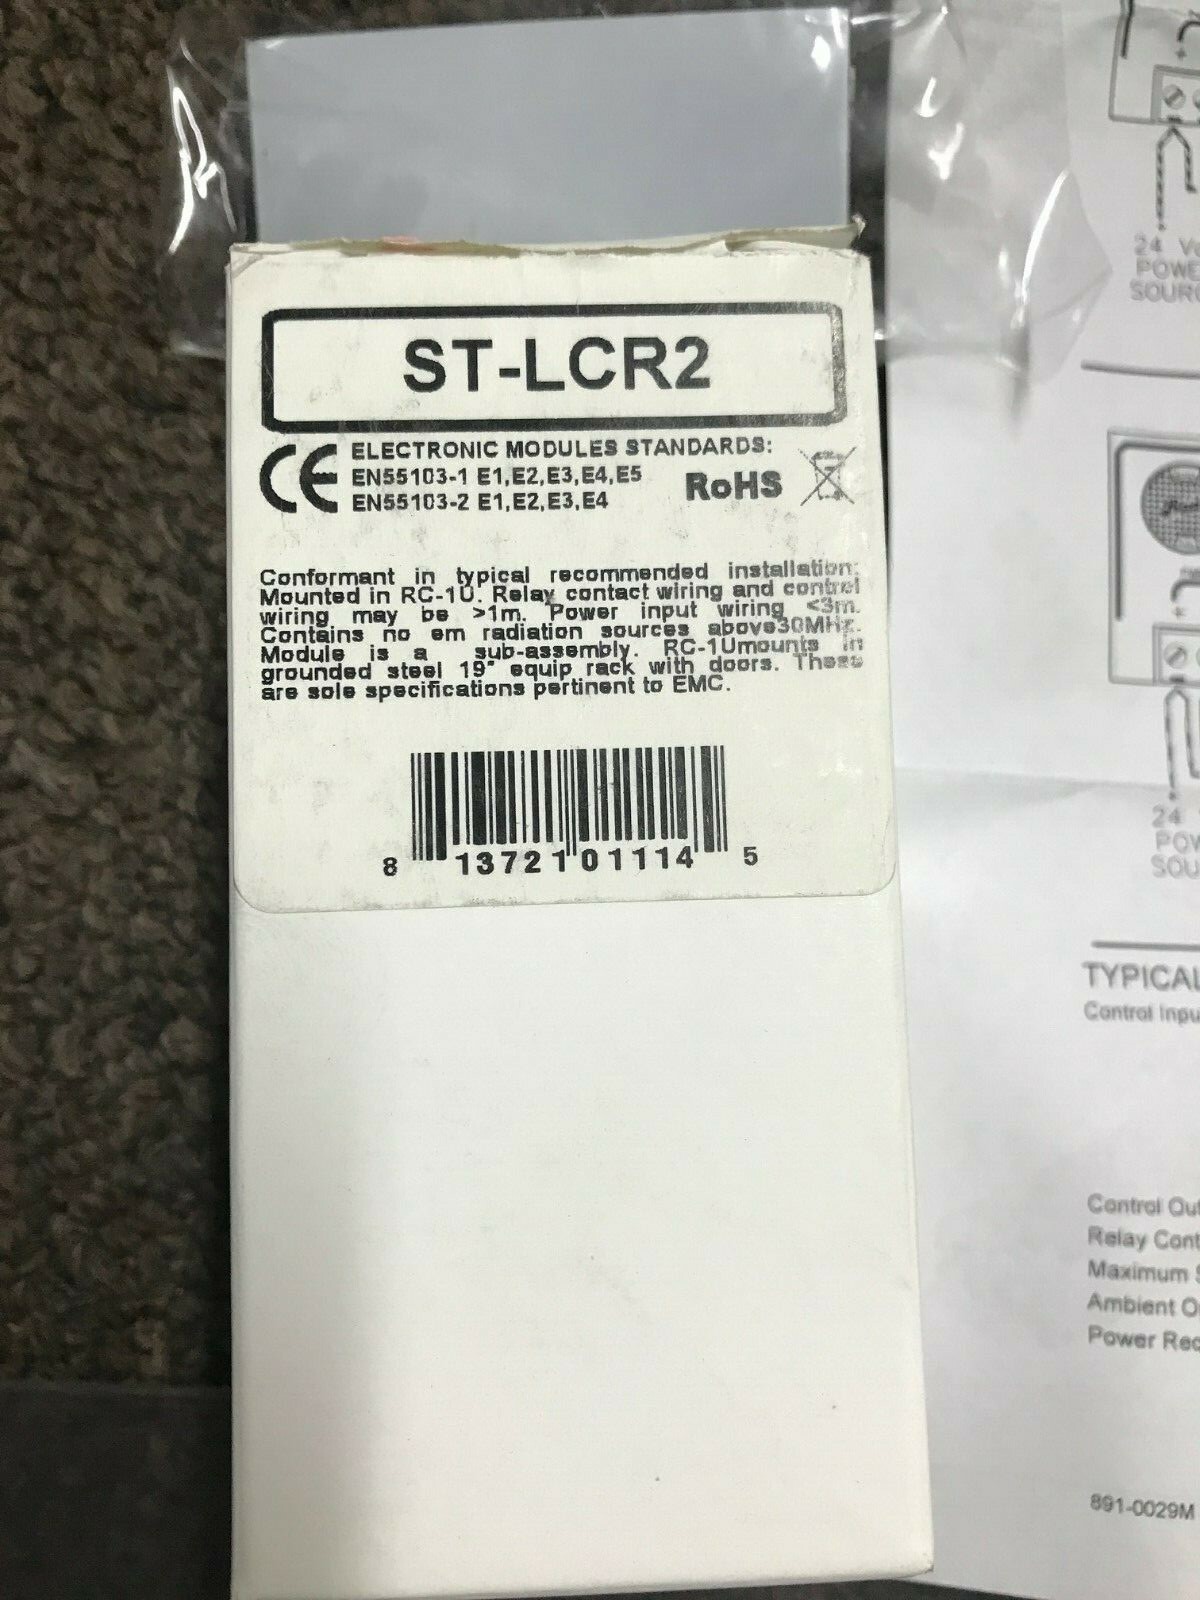 ST-LCR2
CE ELECTRONIC MODULES STANDARDS:
EN55103-1 E1,E2,E3,E4,E5
EN55103-2 E1,E2,E3,E4
RoHS
Conformant in typical recommended installation:
Mounted in RC-1U. Relay contact wiring and control
wiring may be >1m. Power input wiring <3m.
Contains no em radiation sources above30MHz.
Module is a sub-assembly. RC-1Umounts in
grounded steel 19" equip rack with doors. These
are sole specifications pertinent to EMC.
8 13721 01114 5
24
POWE
SOUR
24
POW
SOU
TYPICAL
Control Inpu
Control Out
Relay Cont
Maximum
Ambient O
Power Rec
891-0029M